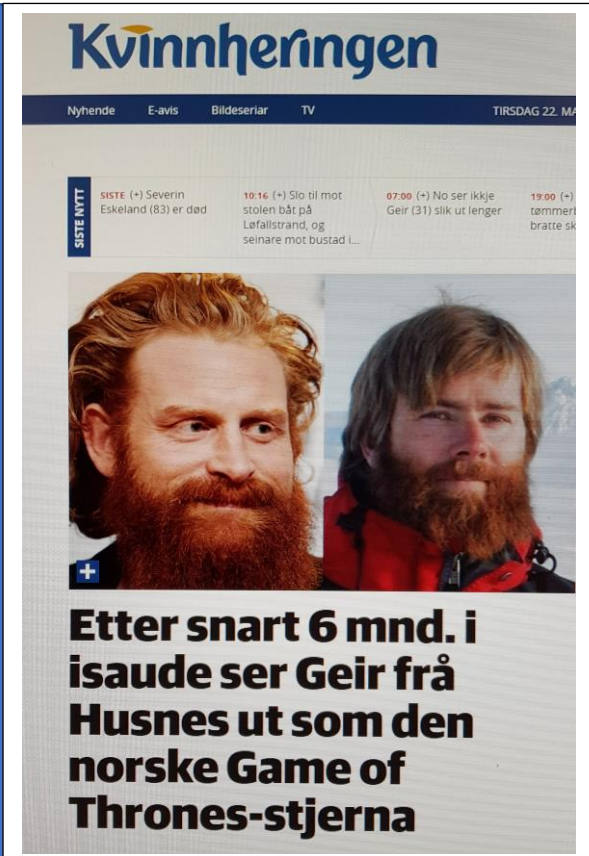 Kvinnheringen
Nyhende E-avis Bildeseriar TV TIRSDAG 22. MA
SISTE NYTT
SISTE (+) Severin
Eskeland (83) er død
10:16 (+) Slo til mot
stolen båt på
Løfallstrand, og
seinare mot bustad i...
07:00 (+) No ser ikkje
Geir (31) slik ut lenger
19:00 (+)
tømmerb
bratte sk
Etter snart 6 mnd. i
isaude ser Geir frå
Husnes ut som den
norske Game of
Thrones-stjerna